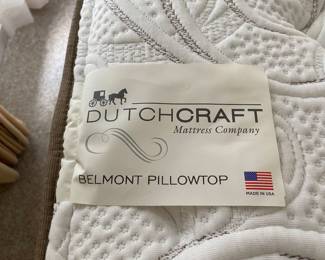 DUTCHCRAFT
Mattress Company
BELMONT PILLOWTOP
MADE IN USA